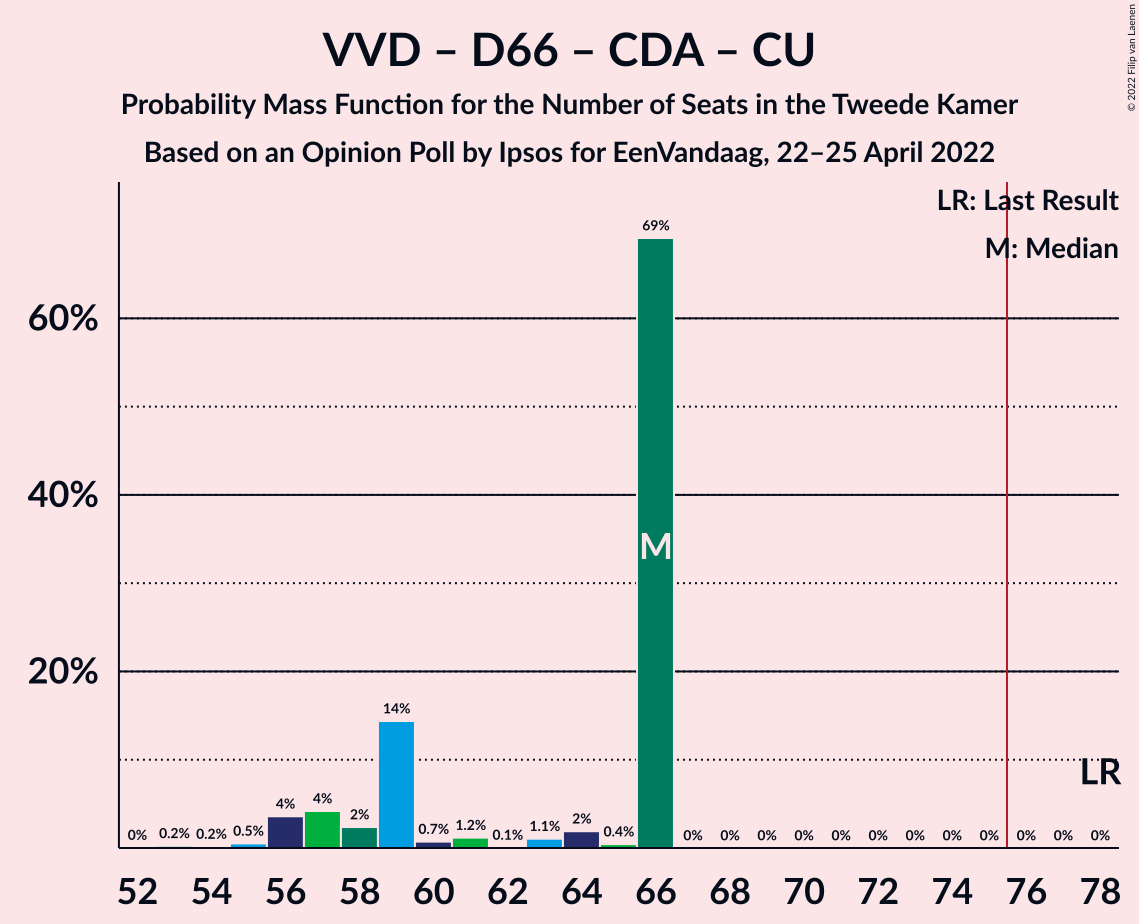 VVD – D66 – CDA – CU
Probability Mass Function for the Number of Seats in the Tweede Kamer
Based on an Opinion Poll by Ipsos for EenVandaag, 22–25 April 2022
© 2022 Filip van Laenen
LR: Last Result
M: Median
60%
40%
20%
0% 0.2% 0.2% 0.5% 4% 4% 2% 14% 0.7% 1.2% 0.1% 1.1% 2% 0.4% 69% 0% 0% 0% 0% 0% 0% 0% 0% 0% 0% 0% 0%
M
LR
52 54 56 58 60 62 64 66 68 70 72 74 76 78